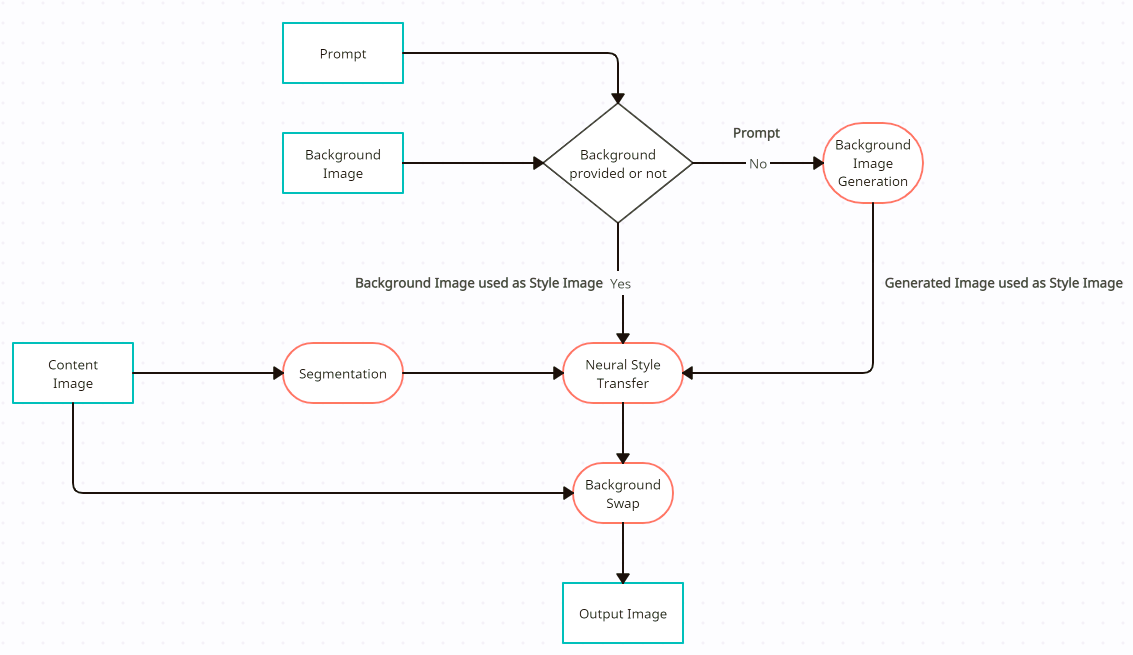 Prompt
Background
Image
Background
provided or not
Prompt
No
Background
Image
Generation
Background Image used as Style Image
Yes
Generated Image used as Style Image
Content
Image
Segmentation
Neural Style
Transfer
Background
Swap
Output Image